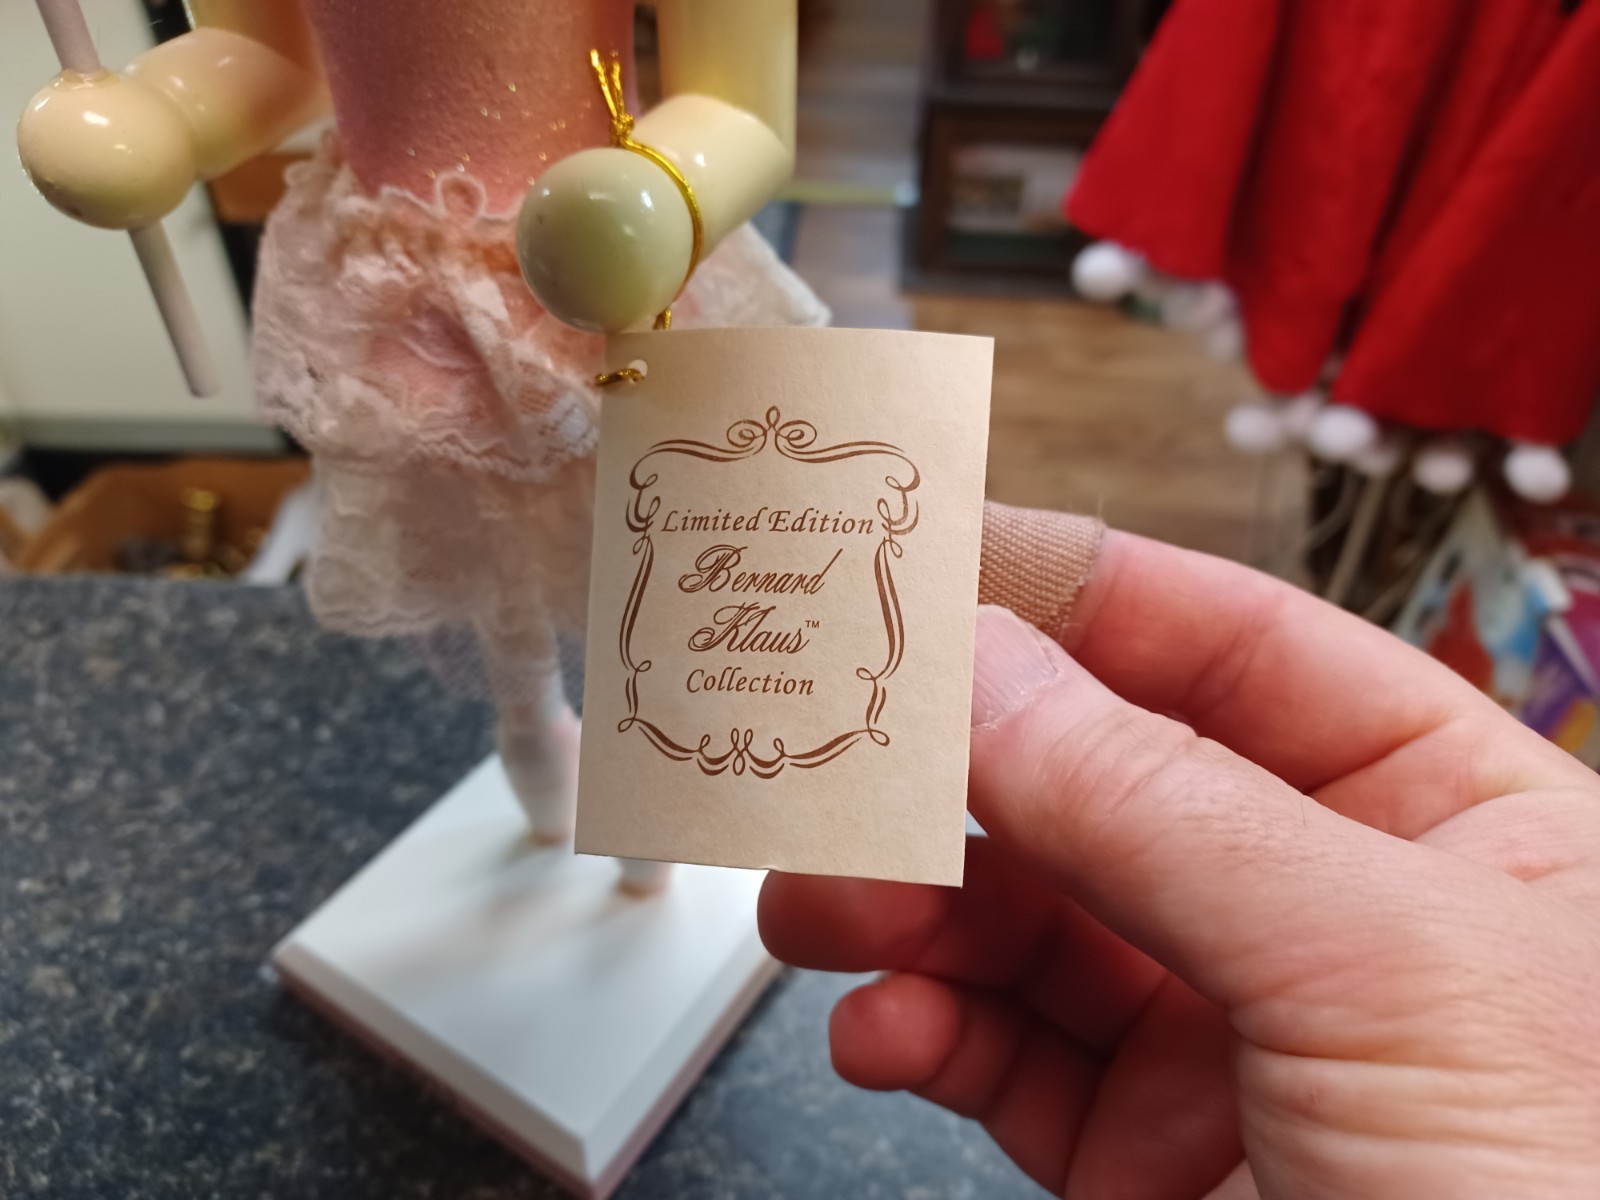 Limited Edition
Bernard
Klaus™
Collection